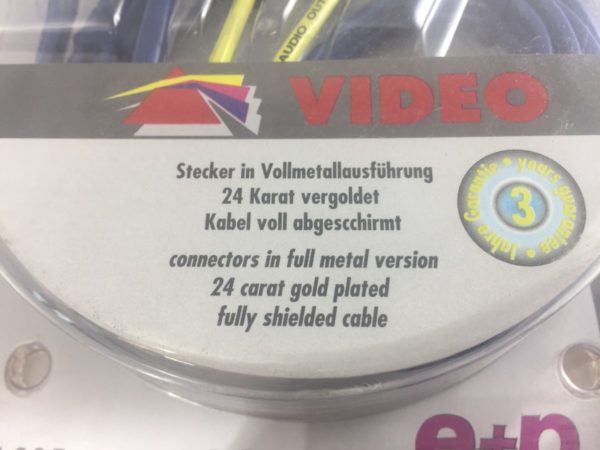 AUDIO OUT
VIDEO
Stecker in Vollmetallausführung
24 Karat vergoldet
Kabel voll abgescchirmt
connectors in full metal version
24 carat gold plated
fully shielded cable
3
Jahre Garantie • years guarantee •
e+p